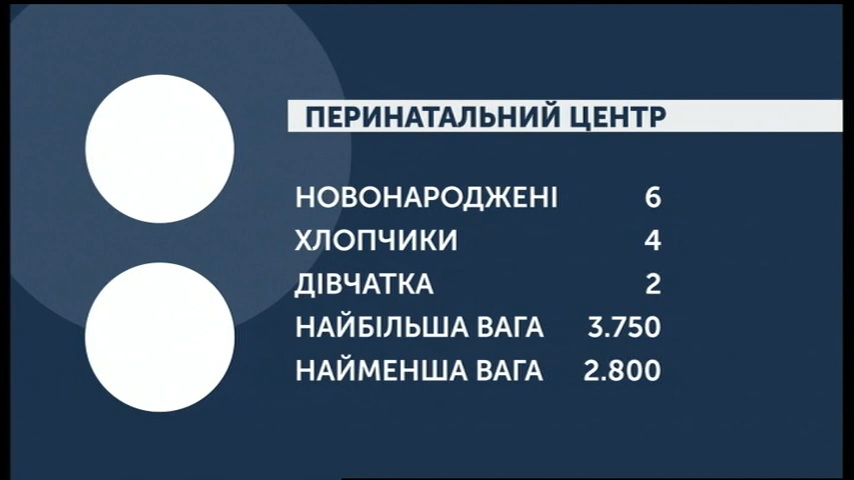 ПЕРИНАТАЛЬНИЙ ЦЕНТР
НОВОНАРОДЖЕНІ 6
ХЛОПЧИКИ 4
ДІВЧАТКА 2
НАЙБІЛЬША ВАГА 3.750
НАЙМЕНША ВАГА 2.800